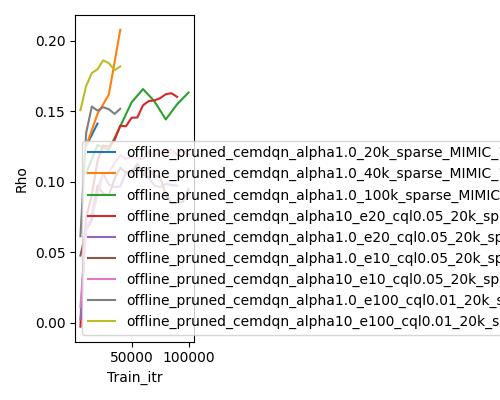 0.20
0.15
0.10
0.05
0.00
Rho
50000 100000
Train_itr
offline_pruned_cemdqn_alpha1.0_20k_sparse_MIMIC_
offline_pruned_cemdqn_alpha1.0_40k_sparse_MIMIC_
offline_pruned_cemdqn_alpha1.0_100k_sparse_MIMIC
offline_pruned_cemdqn_alpha10_e20_cql0.05_20k_sp
offline_pruned_cemdqn_alpha1.0_e20_cql0.05_20k_sp
offline_pruned_cemdqn_alpha1.0_e10_cql0.05_20k_sp
offline_pruned_cemdqn_alpha10_e10_cql0.05_20k_sp
offline_pruned_cemdqn_alpha1.0_e100_cql0.01_20k_s
offline_pruned_cemdqn_alpha10_e100_cql0.01_20k_s